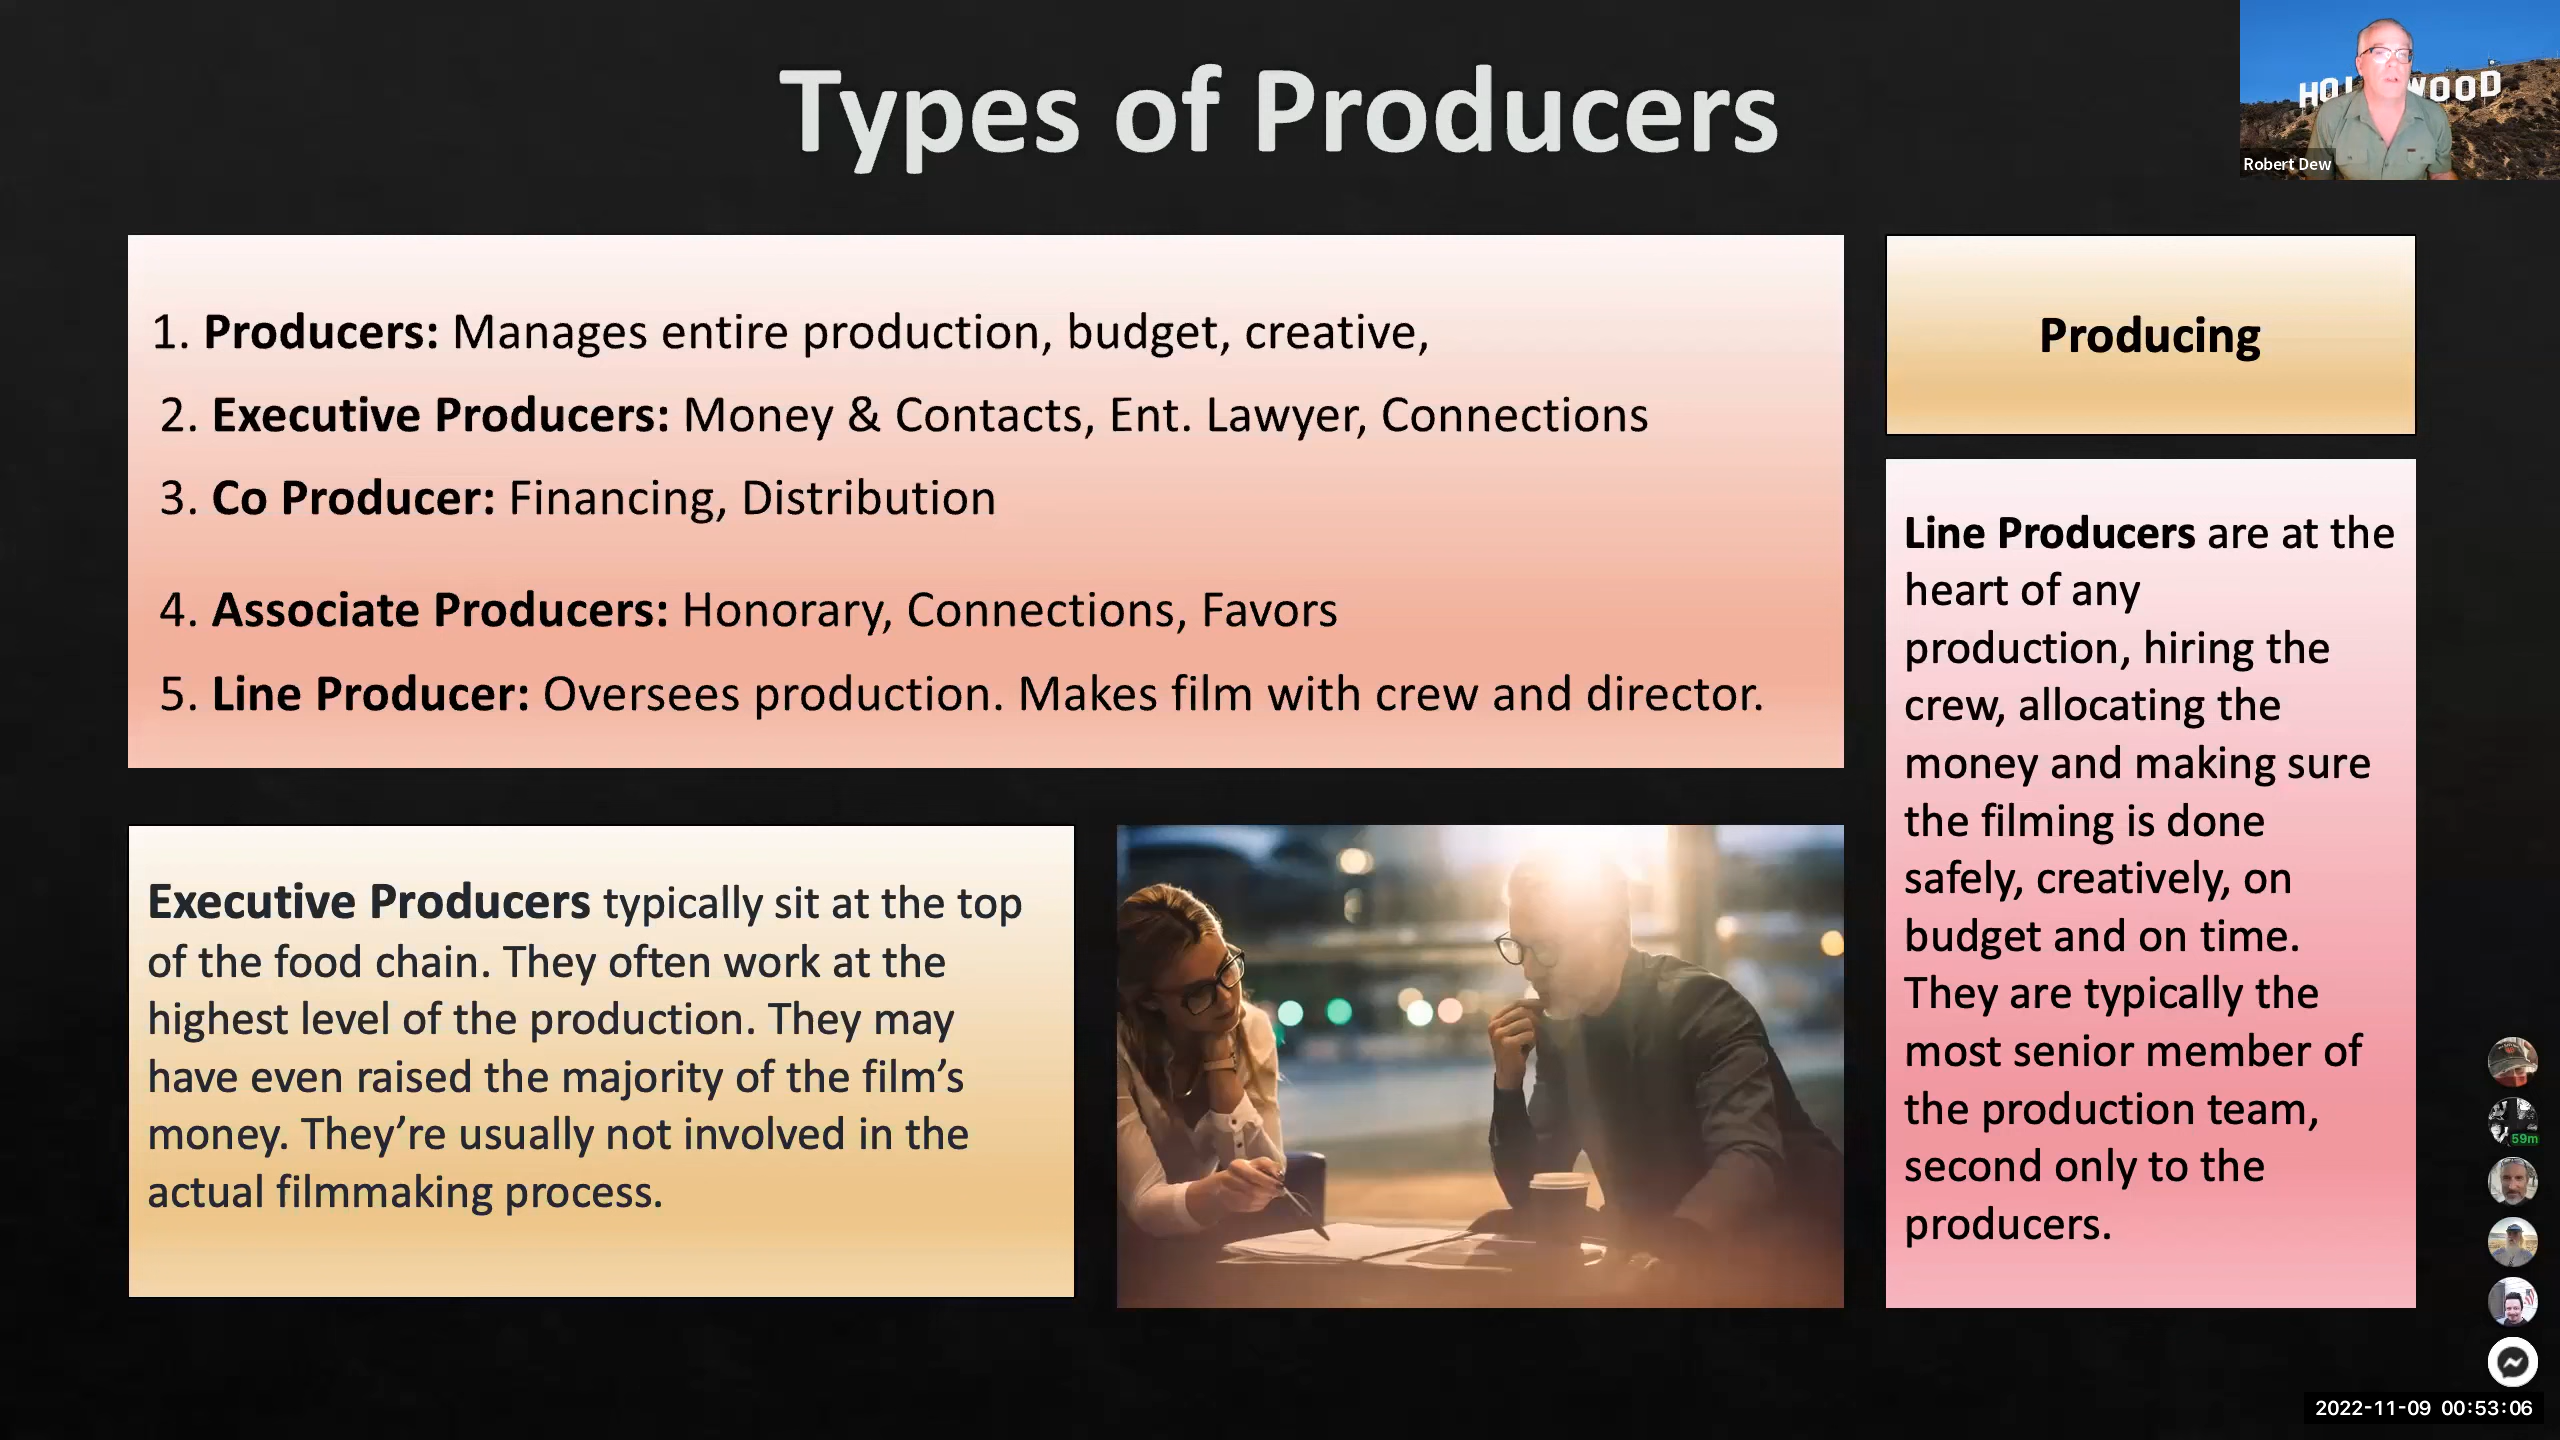 Types of Producers
HOLLYWOOD
Robert Dew
1. Producers: Manages entire production, budget, creative,
2. Executive Producers: Money & Contacts, Ent. Lawyer, Connections
3. Co Producer: Financing, Distribution
4. Associate Producers: Honorary, Connections, Favors
5. Line Producer: Oversees production. Makes film with crew and director.
Producing
Line Producers are at the
heart of any
production, hiring the
crew, allocating the
money and making sure
the filming is done
safely, creatively, on
budget and on time.
They are typically the
most senior member of
the production team,
second only to the
producers.
Executive Producers typically sit at the top
of the food chain. They often work at the
highest level of the production. They may
have even raised the majority of the film’s
money. They’re usually not involved in the
actual filmmaking process.
59m
2022-11-09 00:53:06